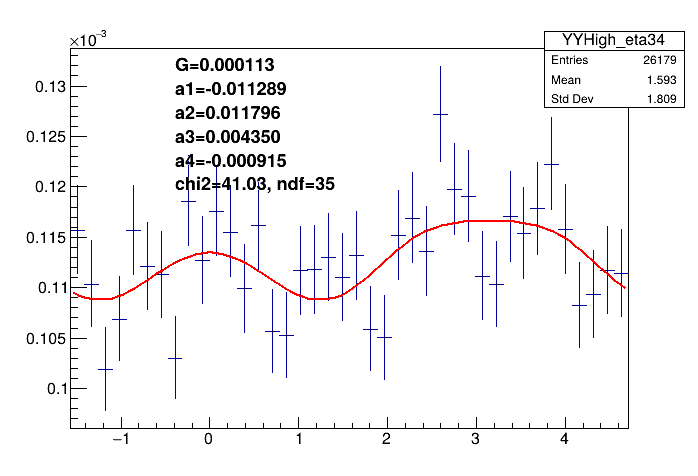 ×10⁻³
YYHigh_eta34
Entries 26179
Mean 1.593
Std Dev 1.809
G=0.000113
a1=-0.011289
a2=0.011796
a3=0.004350
a4=-0.000915
chi2=41.03, ndf=35
0.13
0.125
0.12
0.115
0.11
0.105
0.1
−1 0 1 2 3 4